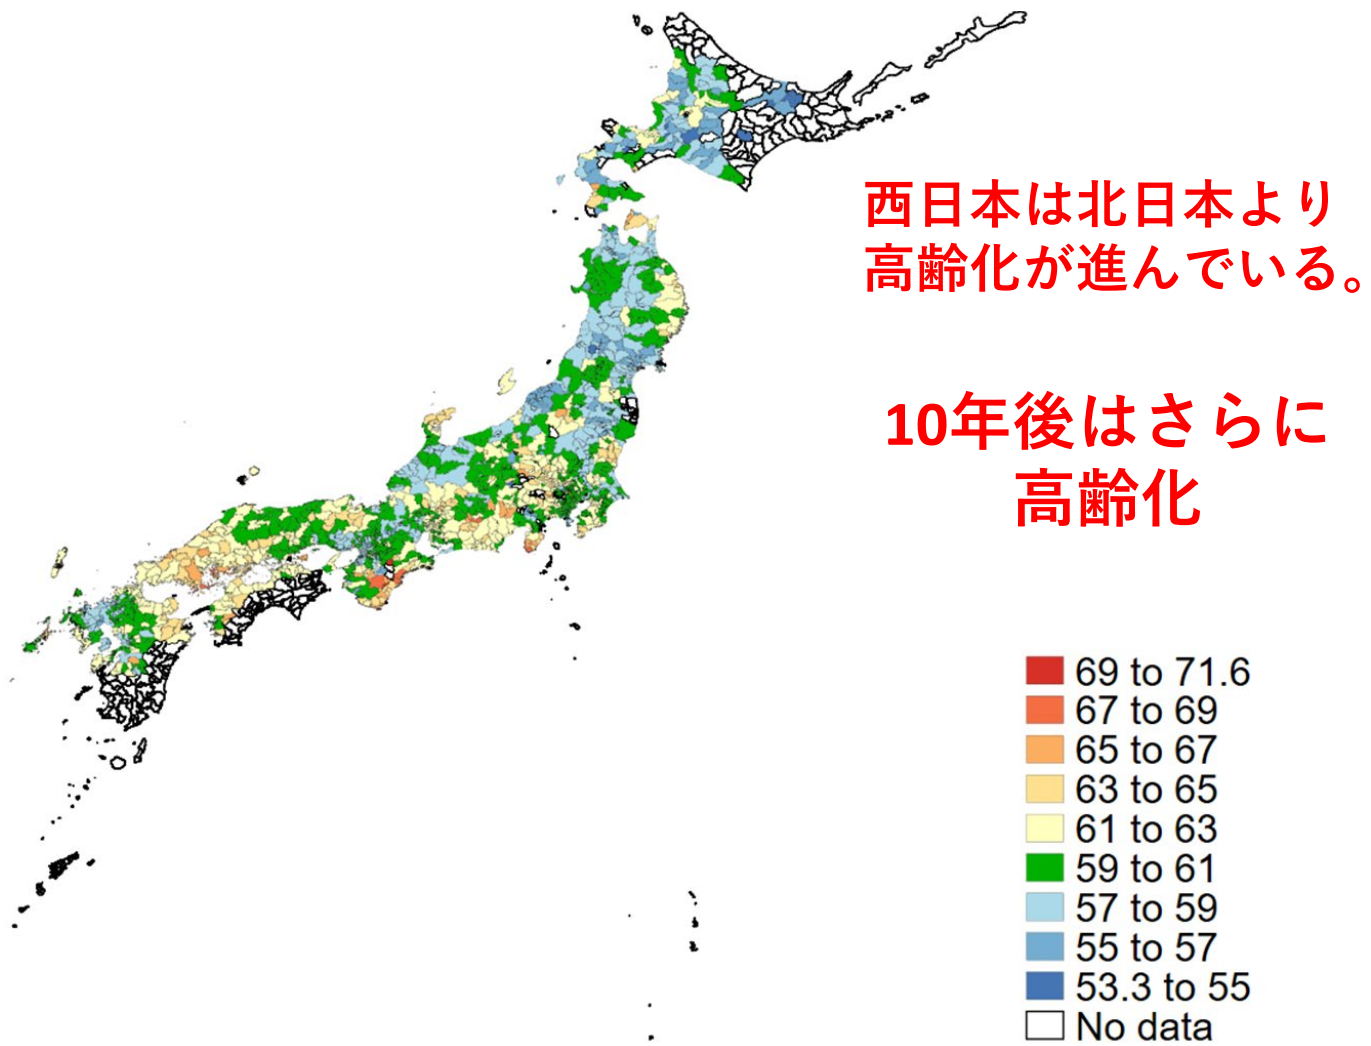 西日本は北日本より
高齢化が進んでいる。
10年後はさらに
高齢化
69 to 71.6
67 to 69
65 to 67
63 to 65
61 to 63
59 to 61
57 to 59
55 to 57
53.3 to 55
No data